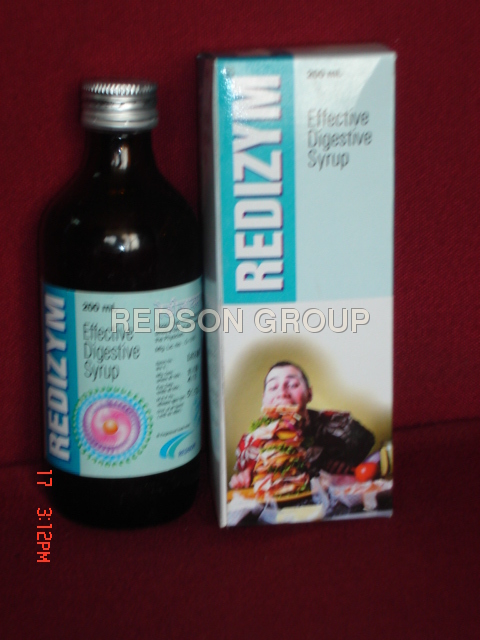 REDIZYM
200 ml.
Effective
Digestive
Syrup
REDIZYM
200 ml.
Effective
Digestive
Syrup
REDSON GROUP
17 3:12PM